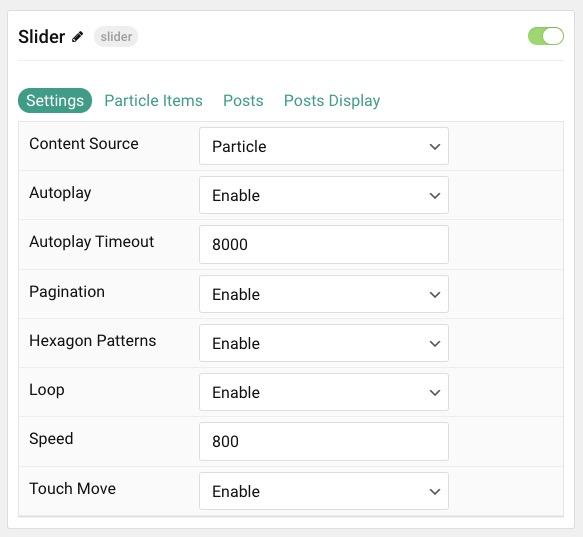 Slider slider
Settings Particle Items Posts Posts Display
Content Source Particle
Autoplay Enable
Autoplay Timeout 8000
Pagination Enable
Hexagon Patterns Enable
Loop Enable
Speed 800
Touch Move Enable